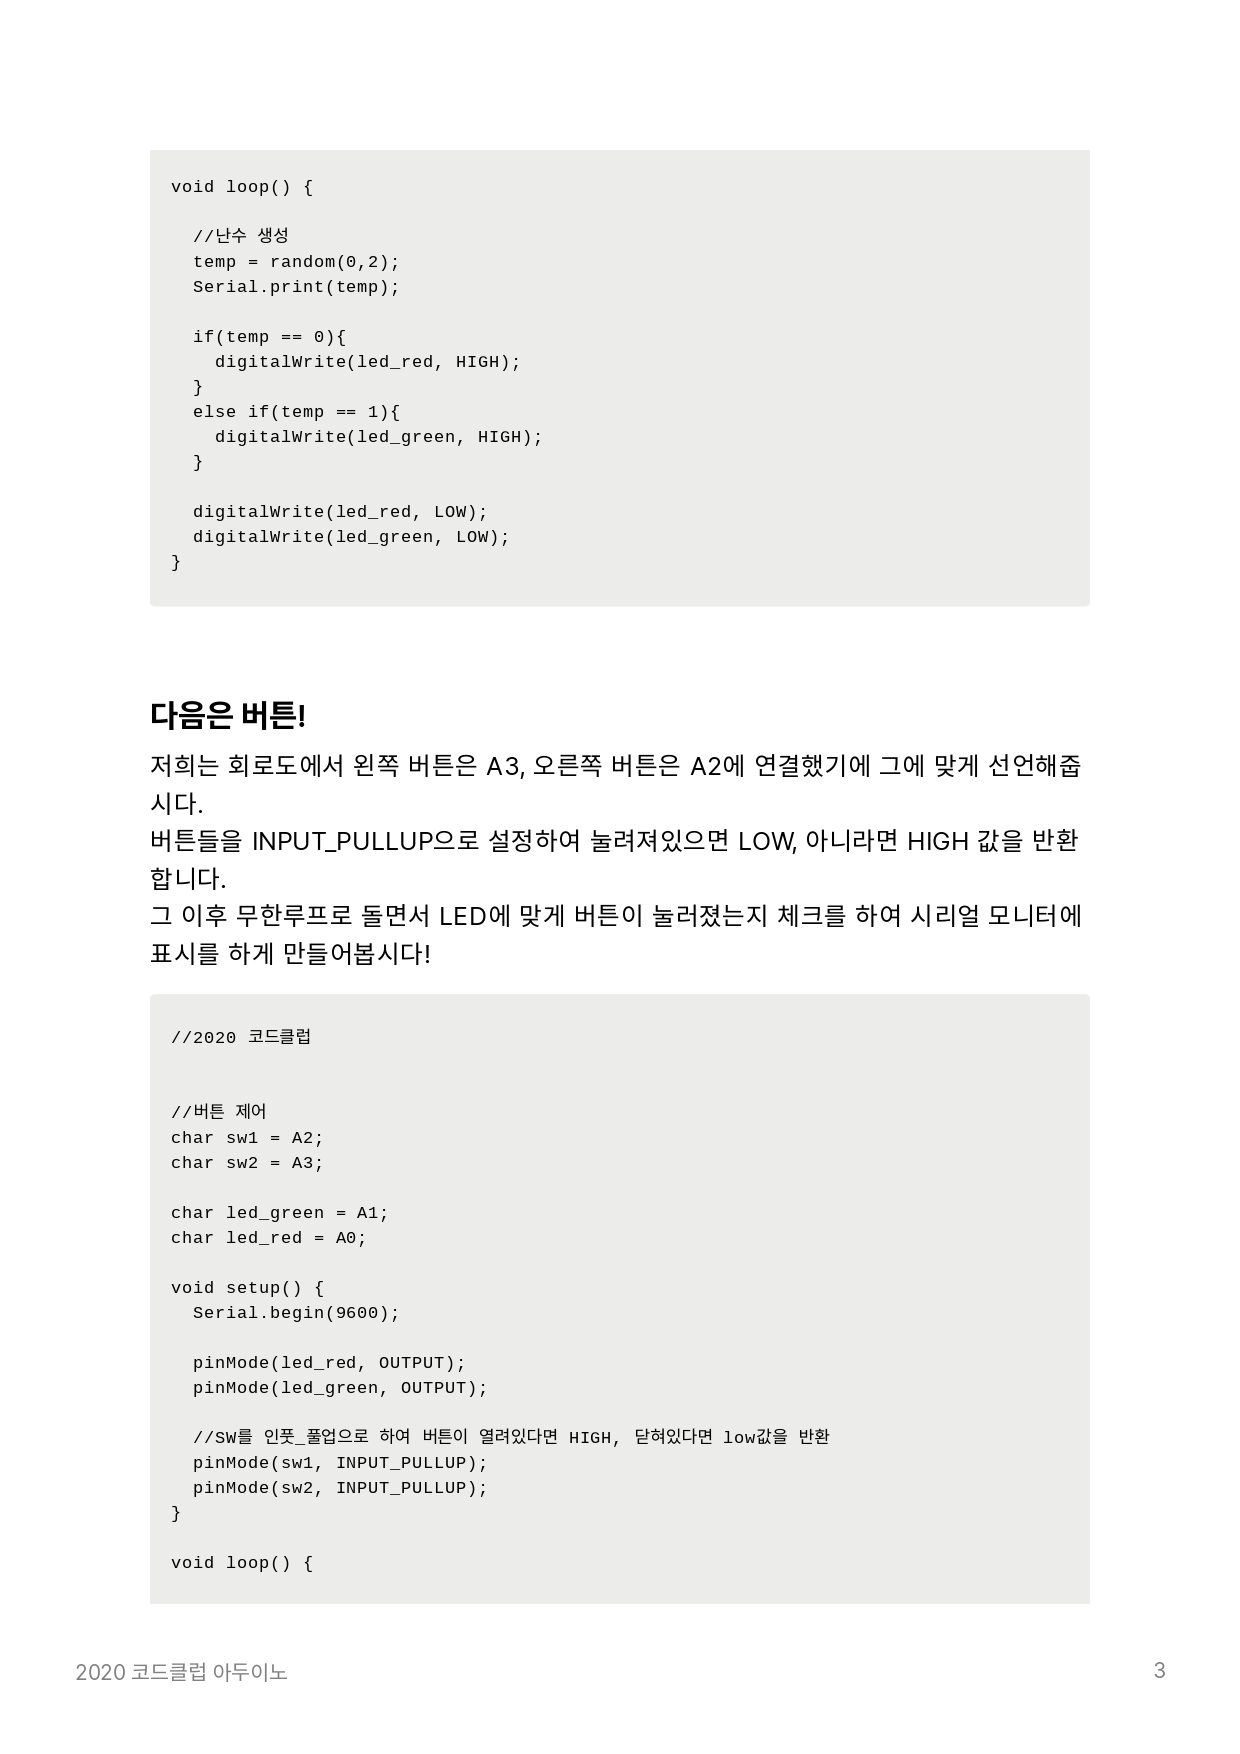 void loop() {
  //난수 생성
  temp = random(0,2);
  Serial.print(temp);
  if(temp == 0){
    digitalWrite(led_red, HIGH);
  }
  else if(temp == 1){
    digitalWrite(led_green, HIGH);
  }
  digitalWrite(led_red, LOW);
  digitalWrite(led_green, LOW);
}
다음은 버튼!
저희는 회로도에서 왼쪽 버튼은 A3, 오른쪽 버튼은 A2에 연결했기에 그에 맞게 선언해줍
시다.
버튼들을 INPUT_PULLUP으로 설정하여 눌려져있으면 LOW, 아니라면 HIGH 값을 반환
합니다.
그 이후 무한루프로 돌면서 LED에 맞게 버튼이 눌러졌는지 체크를 하여 시리얼 모니터에
표시를 하게 만들어봅시다!
//2020 코드클럽
//버튼 제어
char sw1 = A2;
char sw2 = A3;
char led_green = A1;
char led_red = A0;
void setup() {
  Serial.begin(9600);
  pinMode(led_red, OUTPUT);
  pinMode(led_green, OUTPUT);
  //SW를 인풋_풀업으로 하여 버튼이 열려있다면 HIGH, 닫혀있다면 low값을 반환
  pinMode(sw1, INPUT_PULLUP);
  pinMode(sw2, INPUT_PULLUP);
}
void loop() {
2020 코드클럽 아두이노
3